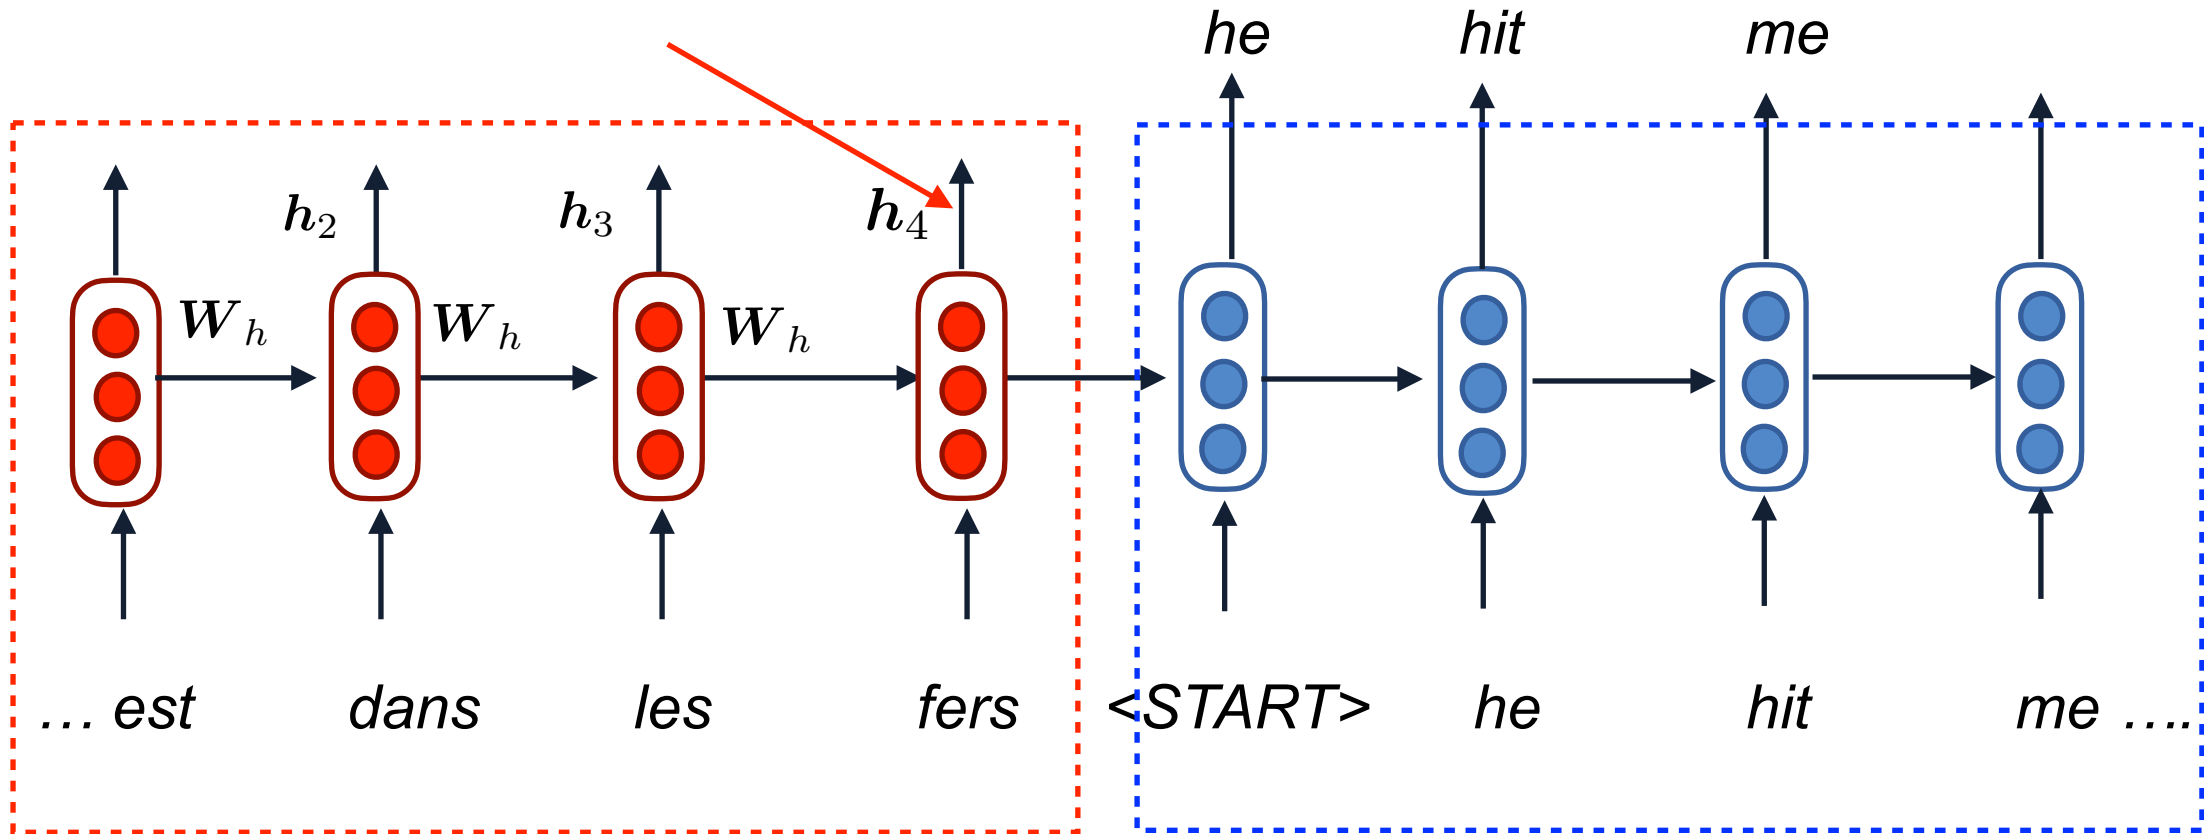 he hit me
h2 h3 h4
Wh Wh Wh
… est dans les fers <START> he hit me ….